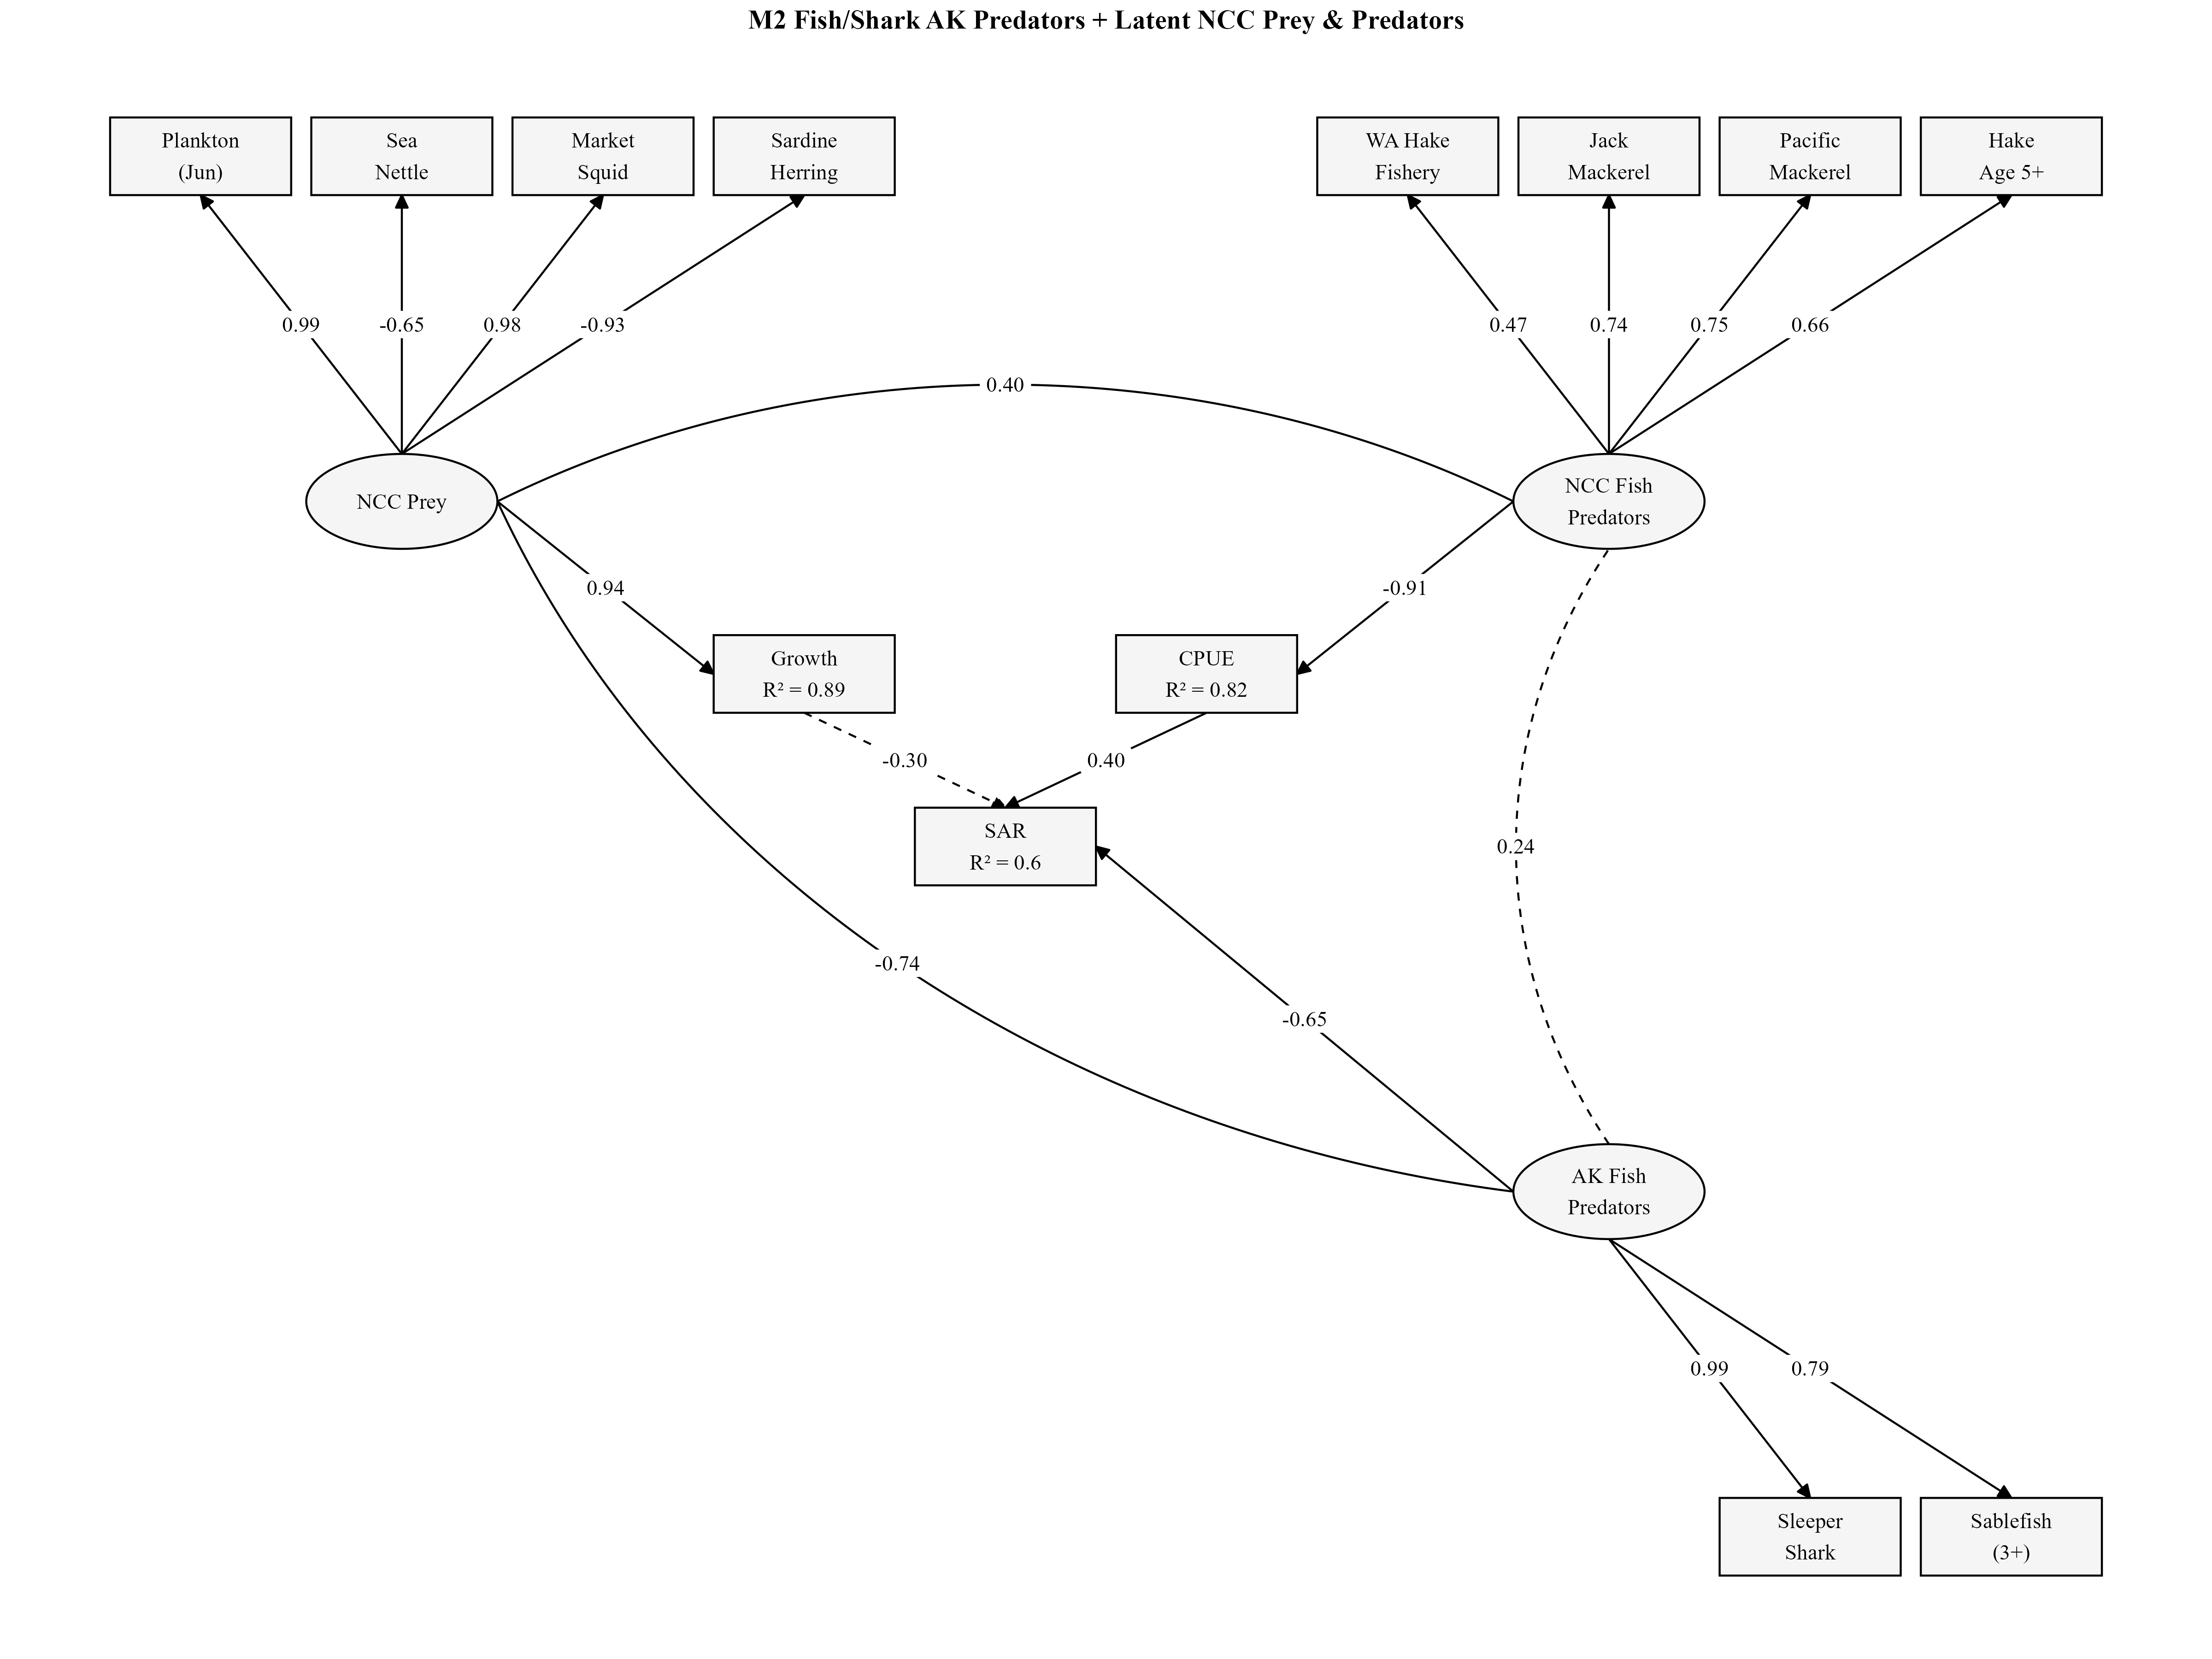 M2 Fish/Shark AK Predators + Latent NCC Prey & Predators
Plankton
(Jun)
Sea
Nettle
Market
Squid
Sardine
Herring
WA Hake
Fishery
Jack
Mackerel
Pacific
Mackerel
Hake
Age 5+
0.99
-0.65
0.98
-0.93
0.47
0.74
0.75
0.66
0.40
NCC Prey
NCC Fish
Predators
0.94
-0.91
Growth
R² = 0.89
CPUE
R² = 0.82
-0.30
0.40
SAR
R² = 0.6
0.24
-0.74
-0.65
AK Fish
Predators
0.99
0.79
Sleeper
Shark
Sablefish
(3+)